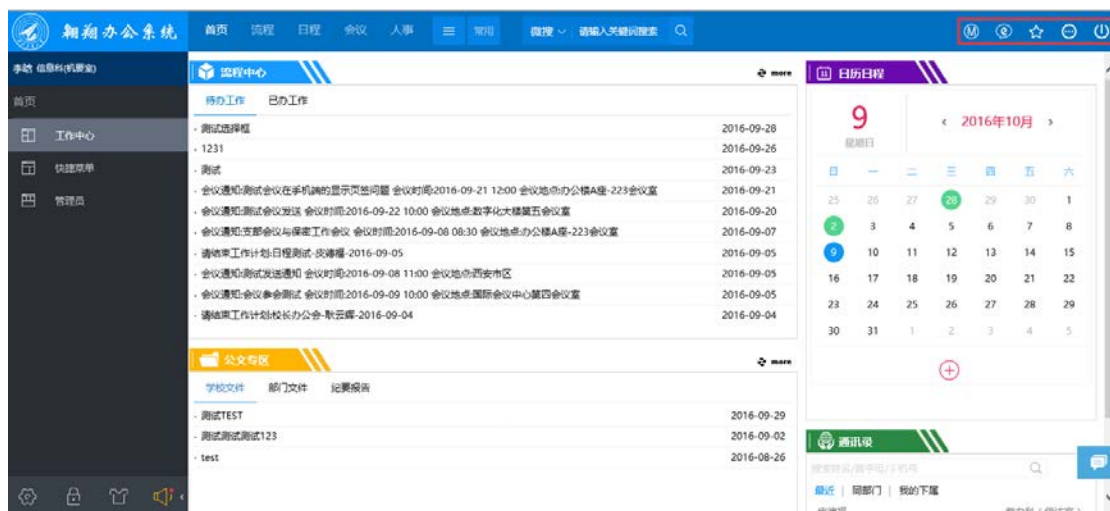 翱翔办公系统 首页 流程 日程 会议 人事 常用 微搜 请输入关键词搜索
李晗 信息科(机要室)
首页
工作中心
快捷菜单
管理员
流程中心 more
待办工作 已办工作
测试选择框 2016-09-28
1231 2016-09-26
测试 2016-09-23
会议通知:测试会议在手机端的显示页签问题 会议时间:2016-09-21 12:00 会议地点:办公楼A座-223会议室 2016-09-21
会议通知:测试会议发送 会议时间:2016-09-22 10:00 会议地点:数字化大楼第五会议室 2016-09-20
会议通知:支部会议与保密工作会议 会议时间:2016-09-08 08:30 会议地点:办公楼A座-223会议室 2016-09-07
请结束工作计划:日程测试-皮德福-2016-09-05 2016-09-05
会议通知:测试发送通知 会议时间:2016-09-08 11:00 会议地点:西安市区 2016-09-05
会议通知:会议参会测试 会议时间:2016-09-09 10:00 会议地点:国际会议中心第四会议室 2016-09-05
请结束工作计划:校长办公会-耿云辉-2016-09-04 2016-09-04
公文专区 more
学校文件 部门文件 纪要报告
测试TEST 2016-09-29
测试测试测试123 2016-09-02
test 2016-08-26
日历日程
9 2016年10月
星期日
日 一 二 三 四 五 六
25 26 27 28 29 30 1
2 3 4 5 6 7 8
9 10 11 12 13 14 15
16 17 18 19 20 21 22
23 24 25 26 27 28 29
30 31 1 2 3 4 5
通讯录
搜索姓名/首字母/手机号
最近 | 同部门 | 我的下属